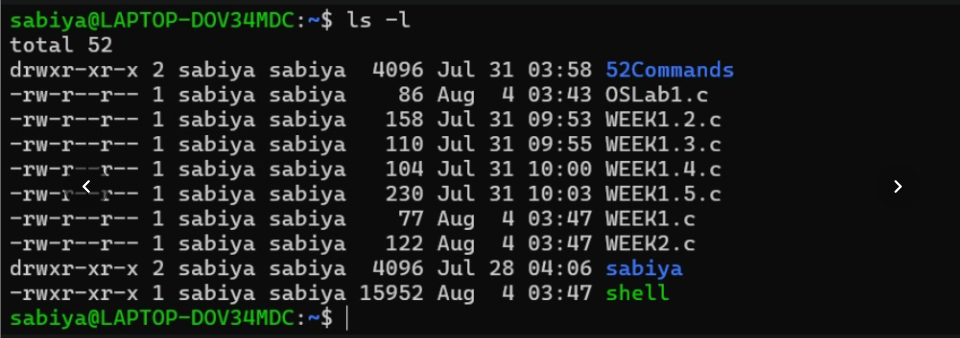 sabiya@LAPTOP-DOV34MDC:~$ ls -l
total 52
drwxr-xr-x 2 sabiya sabiya  4096 Jul 31 03:58 52Commands
-rw-r--r-- 1 sabiya sabiya    86 Aug  4 03:43 OSLab1.c
-rw-r--r-- 1 sabiya sabiya   158 Jul 31 09:53 WEEK1.2.c
-rw-r--r-- 1 sabiya sabiya   110 Jul 31 09:55 WEEK1.3.c
-rw-r--r-- 1 sabiya sabiya   104 Jul 31 10:00 WEEK1.4.c
-rw-r--r-- 1 sabiya sabiya   230 Jul 31 10:03 WEEK1.5.c
-rw-r--r-- 1 sabiya sabiya    77 Aug  4 03:47 WEEK1.c
-rw-r--r-- 1 sabiya sabiya   122 Aug  4 03:47 WEEK2.c
drwxr-xr-x 2 sabiya sabiya  4096 Jul 28 04:06 sabiya
-rwxr-xr-x 1 sabiya sabiya 15952 Aug  4 03:47 shell
sabiya@LAPTOP-DOV34MDC:~$